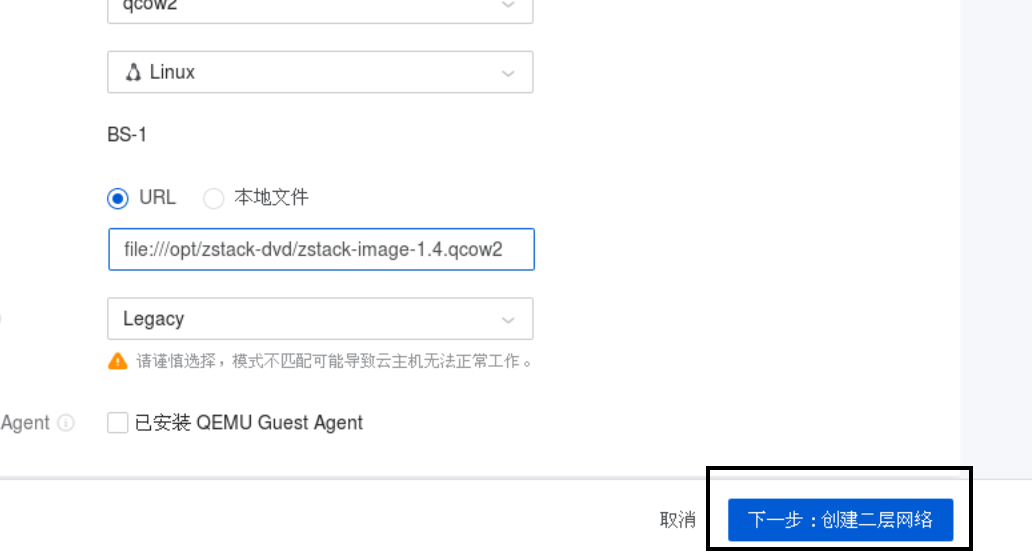 qcow2
Linux
BS-1
URL 本地文件
file:///opt/zstack-dvd/zstack-image-1.4.qcow2
Legacy
请谨慎选择，模式不匹配可能导致云主机无法正常工作。
Agent 已安装 QEMU Guest Agent
取消 下一步：创建二层网络